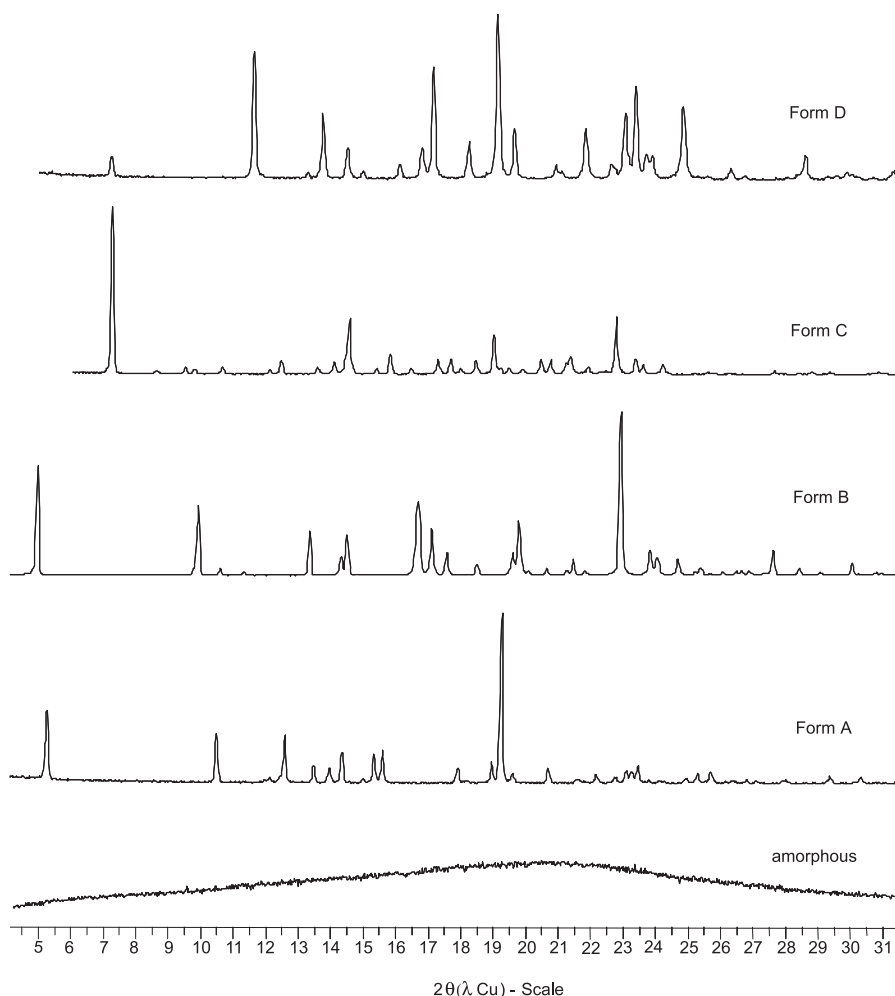 Form D
Form C
Form B
Form A
amorphous
5 6 7 8 9 10 11 12 13 14 15 16 17 18 19 20 21 22 23 24 25 26 27 28 29 30 31
2θ(λ Cu) - Scale